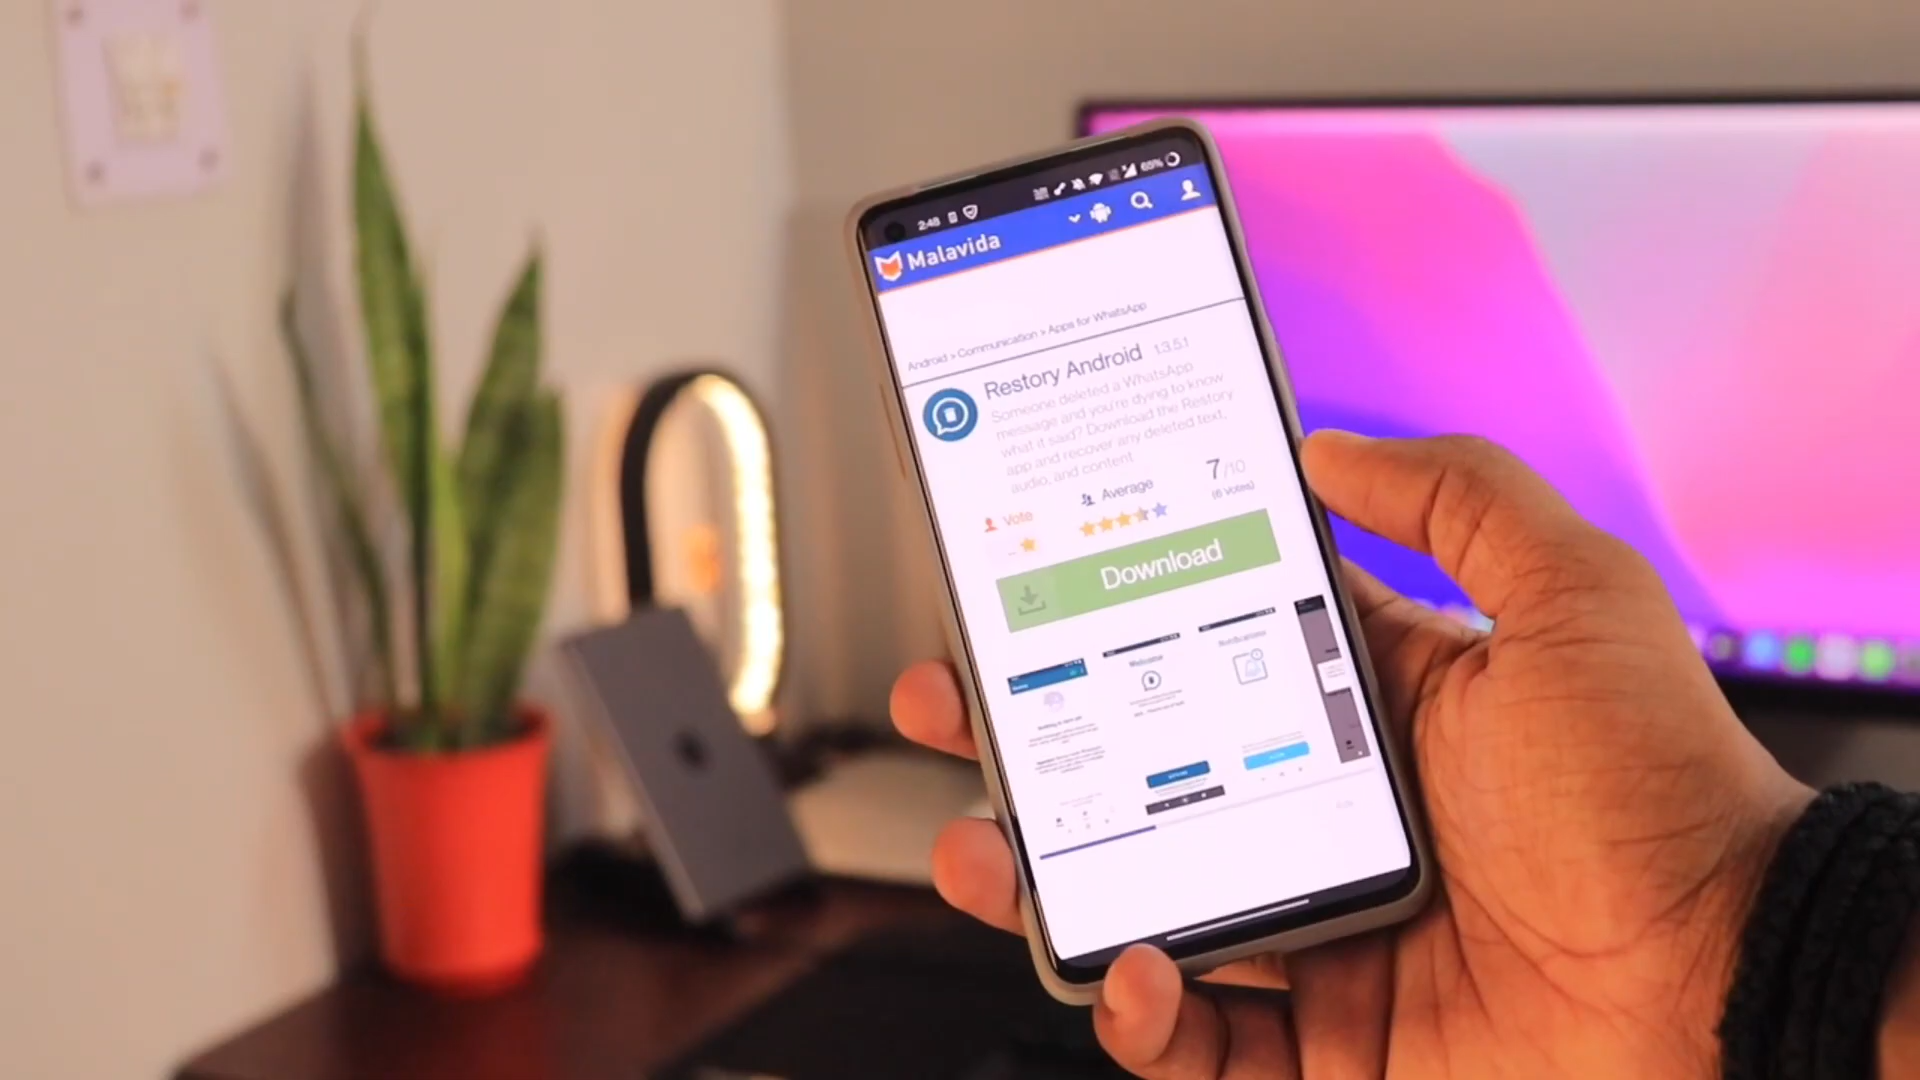 2:48
65%
Malavida
Android > Communication > Apps for WhatsApp
Restory Android 1.3.5.1
Someone deleted a WhatsApp
message and you're dying to know
what it said? Download the Restory
app and recover any deleted text,
audio, and content
Vote
Average
7/10
(6 Votes)
Download
Welcome